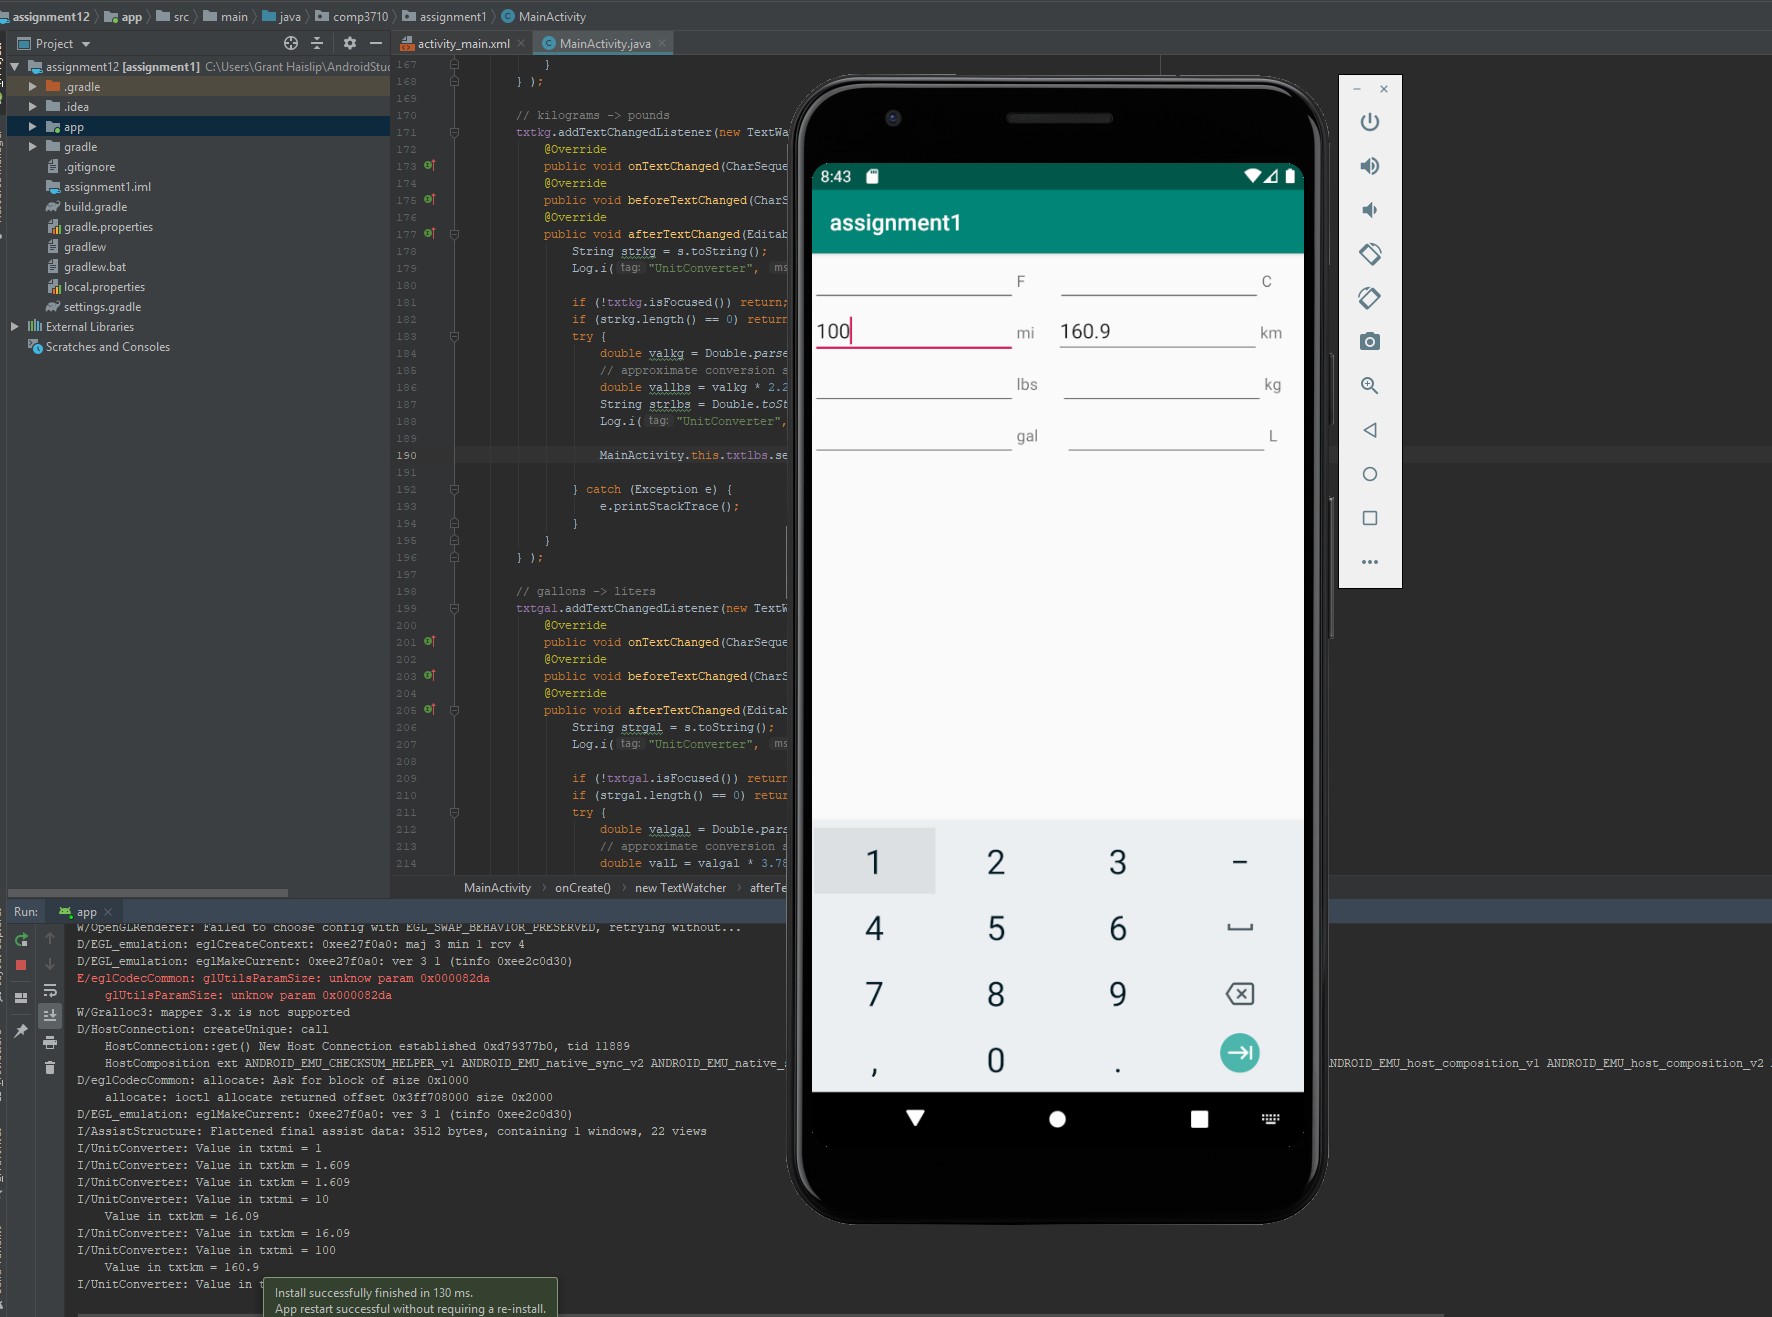 assignment12 app src main java comp3710 assignment1 MainActivity
Project
activity_main.xml
MainActivity.java
assignment12 [assignment1] C:\Users\Grant Haislip\AndroidStud
.gradle
.idea
app
gradle
.gitignore
assignment1.iml
build.gradle
gradle.properties
gradlew
gradlew.bat
local.properties
settings.gradle
External Libraries
Scratches and Consoles
167 }
168 } );
169
170 // kilograms -> pounds
171 txtkg.addTextChangedListener(new TextWa
172 @Override
173 public void onTextChanged(CharSeque
174 @Override
175 public void beforeTextChanged(CharS
176 @Override
177 public void afterTextChanged(Editab
178 String strkg = s.toString();
179 Log.i( tag: "UnitConverter", ms
180
181 if (!txtkg.isFocused()) return;
182 if (strkg.length() == 0) return
183 try {
184 double valkg = Double.parse
185 // approximate conversion s
186 double vallbs = valkg * 2.2
187 String strlbs = Double.toSt
188 Log.i( tag: "UnitConverter",
189
190 MainActivity.this.txtlbs.se
191
192 } catch (Exception e) {
193 e.printStackTrace();
194 }
195 }
196 } );
197
198 // gallons -> liters
199 txtgal.addTextChangedListener(new TextW
200 @Override
201 public void onTextChanged(CharSeque
202 @Override
203 public void beforeTextChanged(CharS
204 @Override
205 public void afterTextChanged(Editab
206 String strgal = s.toString();
207 Log.i( tag: "UnitConverter", ms
208
209 if (!txtgal.isFocused()) return
210 if (strgal.length() == 0) retur
211 try {
212 double valgal = Double.pars
213 // approximate conversion s
214 double valL = valgal * 3.78
MainActivity onCreate() new TextWatcher afterTe
8:43
assignment1
F C
100 mi 160.9 km
lbs kg
gal L
1 2 3 −
4 5 6
7 8 9
, 0 .
Run: app
W/OpenGLRenderer: Failed to choose config with EGL_SWAP_BEHAVIOR_PRESERVED, retrying without...
D/EGL_emulation: eglCreateContext: 0xee27f0a0: maj 3 min 1 rcv 4
D/EGL_emulation: eglMakeCurrent: 0xee27f0a0: ver 3 1 (tinfo 0xee2c0d30)
E/eglCodecCommon: glUtilsParamSize: unknow param 0x000082da
glUtilsParamSize: unknow param 0x000082da
W/Gralloc3: mapper 3.x is not supported
D/HostConnection: createUnique: call
HostConnection::get() New Host Connection established 0xd79377b0, tid 11889
HostComposition ext ANDROID_EMU_CHECKSUM_HELPER_v1 ANDROID_EMU_native_sync_v2 ANDROID_EMU_native_s NDROID_EMU_host_composition_v1 ANDROID_EMU_host_composition_v2
D/eglCodecCommon: allocate: Ask for block of size 0x1000
allocate: ioctl allocate returned offset 0x3ff708000 size 0x2000
D/EGL_emulation: eglMakeCurrent: 0xee27f0a0: ver 3 1 (tinfo 0xee2c0d30)
I/AssistStructure: Flattened final assist data: 3512 bytes, containing 1 windows, 22 views
I/UnitConverter: Value in txtmi = 1
I/UnitConverter: Value in txtkm = 1.609
I/UnitConverter: Value in txtkm = 1.609
I/UnitConverter: Value in txtmi = 10
Value in txtkm = 16.09
I/UnitConverter: Value in txtkm = 16.09
I/UnitConverter: Value in txtmi = 100
Value in txtkm = 160.9
I/UnitConverter: Value in t
Install successfully finished in 130 ms.
App restart successful without requiring a re-install.